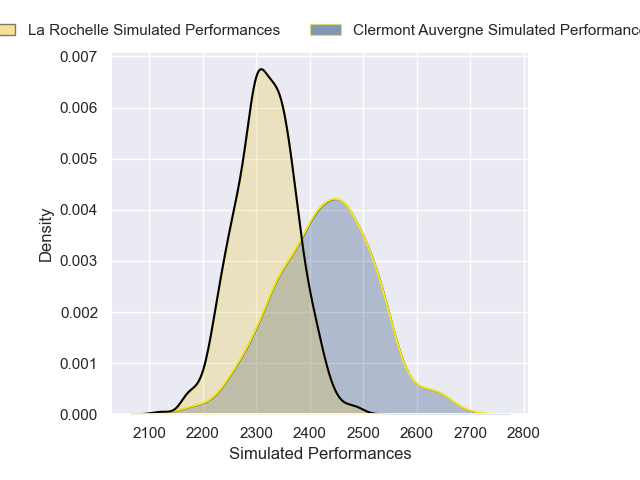 La Rochelle Simulated Performances
Clermont Auvergne Simulated Performanc
0.007
0.006
0.005
0.004
0.003
0.002
0.001
0.000
Density
2100 2200 2300 2400 2500 2600 2700 2800
Simulated Performances